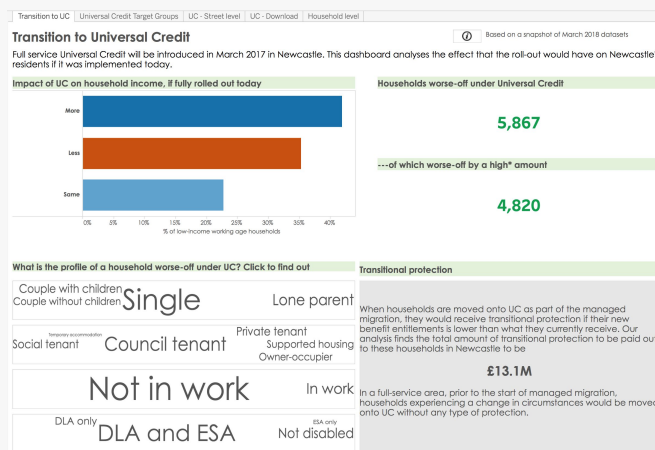 Transition to UC
Universal Credit Target Groups
UC - Street level
UC - Download
Household level
Transition to Universal Credit
Based on a snapshot of March 2018 datasets
Full service Universal Credit will be introduced in March 2017 in Newcastle. This dashboard analyses the effect that the roll-out would have on Newcastle'
residents if it was implemented today.
Impact of UC on household income, if fully rolled out today
More
Less
Same
0% 5% 10% 15% 20% 25% 30% 35% 40%
% of low-income working age households
Households worse-off under Universal Credit
5,867
---of which worse-off by a high* amount
4,820
What is the profile of a household worse-off under UC? Click to find out
Couple with children
Couple without children
Single
Lone parent
Temporary accommodation
Social tenant
Council tenant
Private tenant
Supported housing
Owner-occupier
Not in work
In work
DLA only
DLA and ESA
ESA only
Not disabled
Transitional protection
When households are moved onto UC as part of the managed
migration, they would receive transitional protection if their new
benefit entitlements is lower than what they currently receive. Our
analysis finds the total amount of transitional protection to be paid out
to these households in Newcastle to be
£13.1M
In a full-service area, prior to the start of managed migration,
households experiencing a change in circumstances would be moved
onto UC without any type of protection.